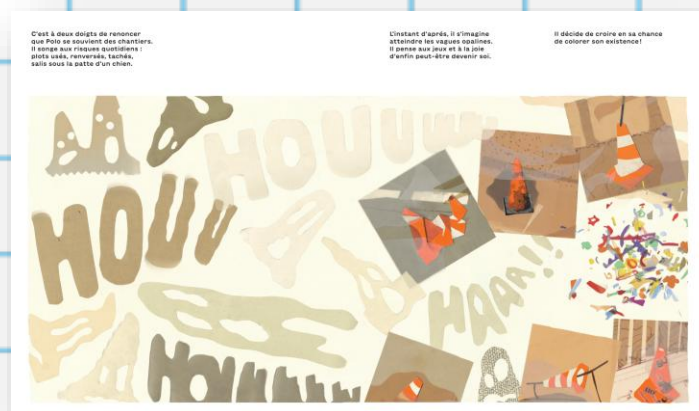 C'est à deux doigts de renoncer
que Polo se souvient des chantiers.
Il songe aux risques quotidiens :
plots usés, renversés, tachés,
salis sous la patte d'un chien.
L'instant d'après, il s'imagine
atteindre les vagues opalines.
Il pense aux jeux et à la joie
d'enfin peut-être devenir soi.
Il décide de croire en sa chance
de colorer son existence !
HOUUUWW
HOUU
HAAA!!
HOUUUUUU